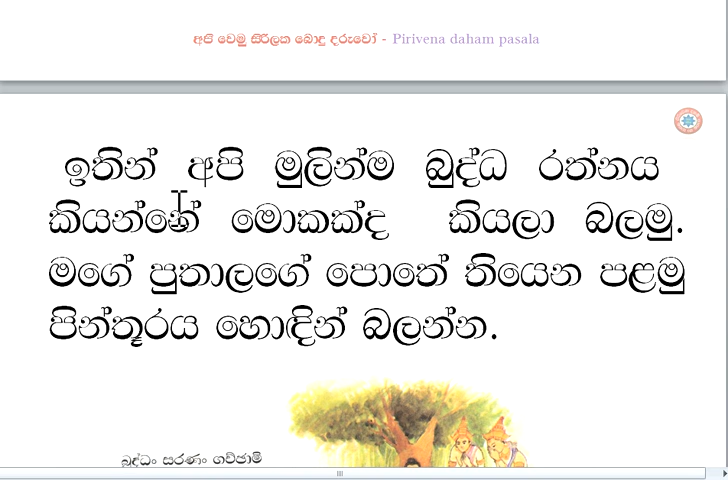 අපි වෙමු සිරිලක බොදු දරුවෝ - Pirivena daham pasala
ඉතින් අපි මුලින්ම බුද්ධ රත්නය
කියන්නේ මොකක්ද කියලා බලමු.
මගේ පුතාලගේ පොතේ තියෙන පළමු
පින්තූරය හොඳින් බලන්න.
බුද්ධං සරණං ගච්ඡාමි